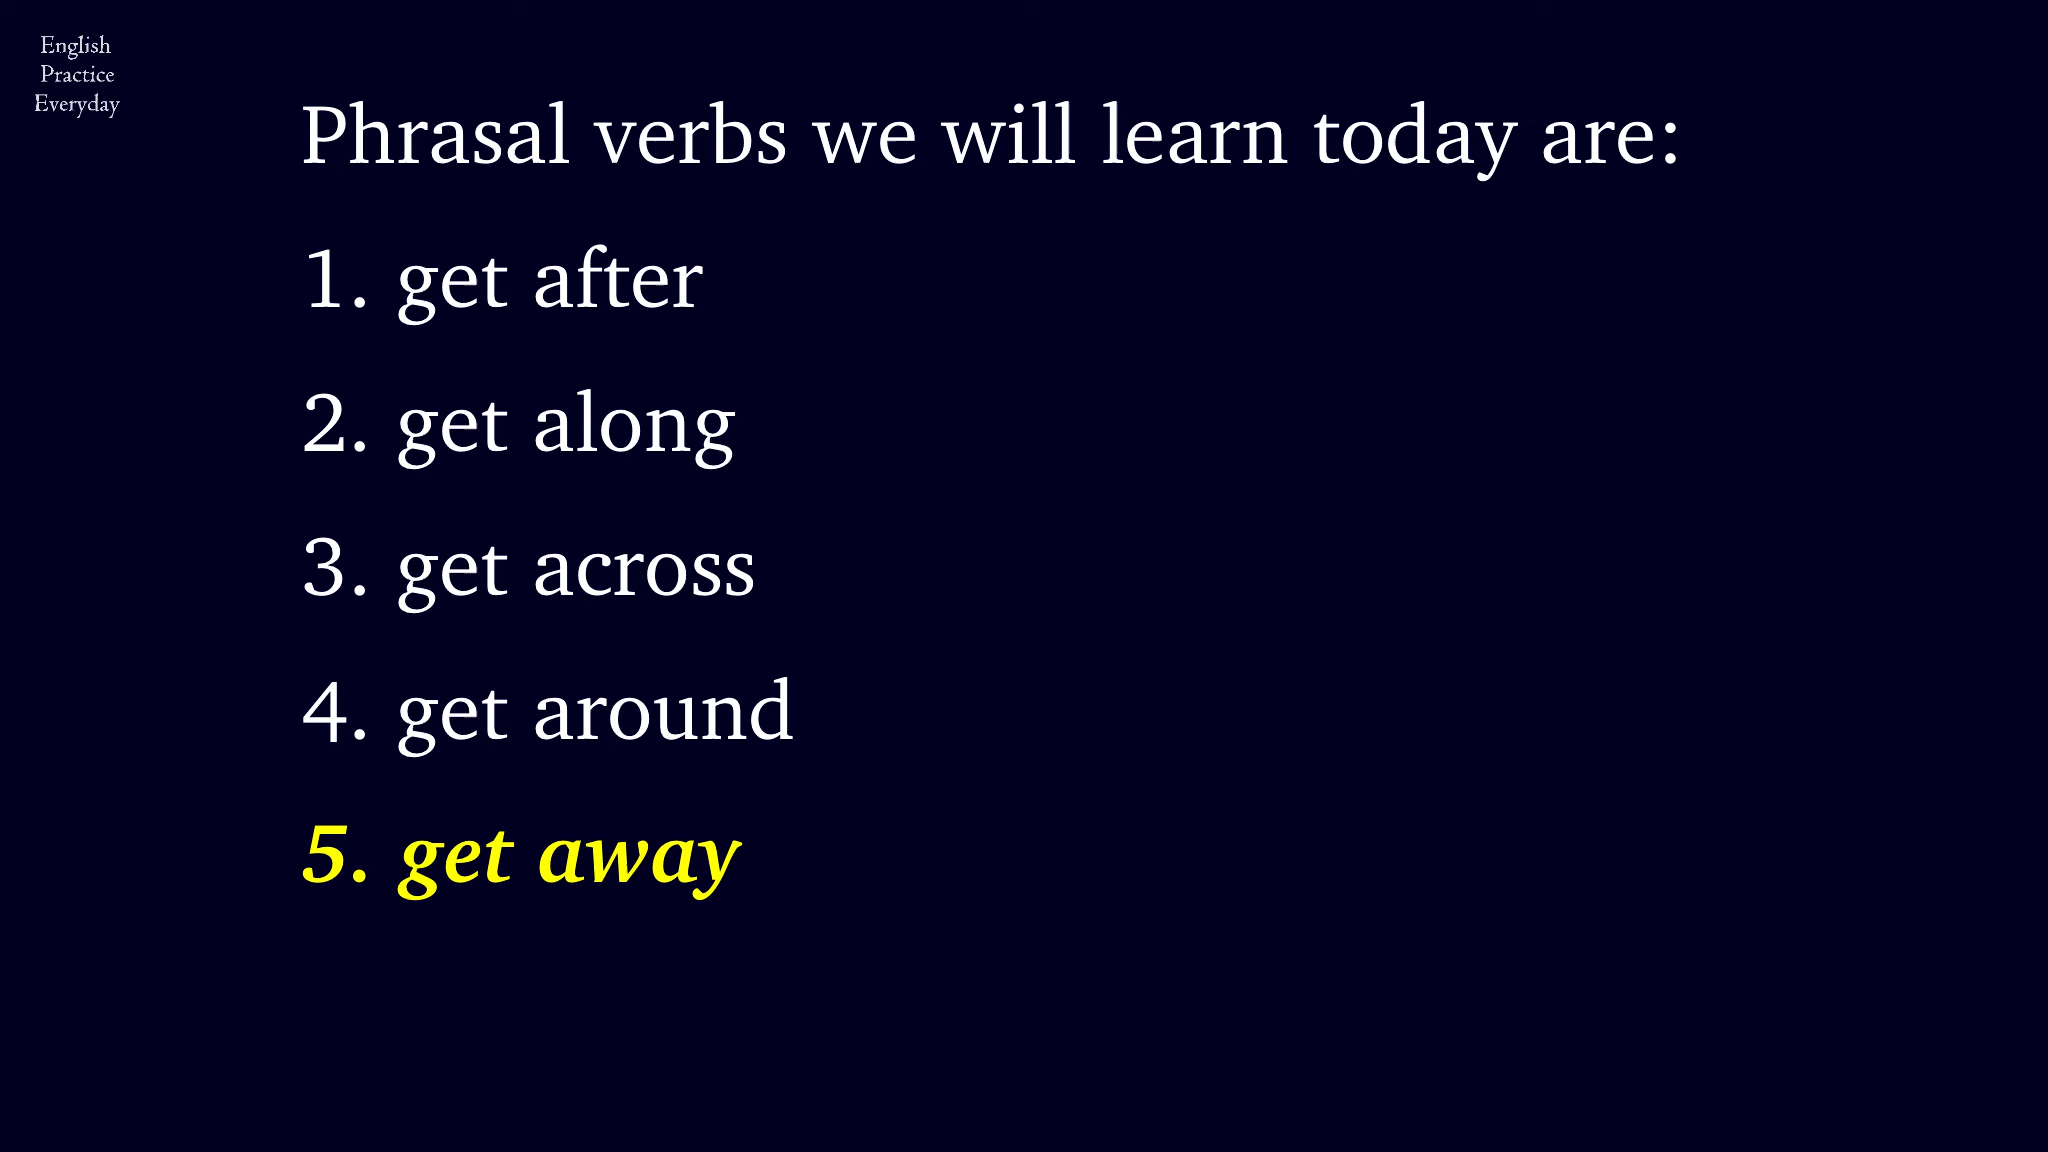 English
Practice
Everyday
Phrasal verbs we will learn today are:
1. get after
2. get along
3. get across
4. get around
5. get away